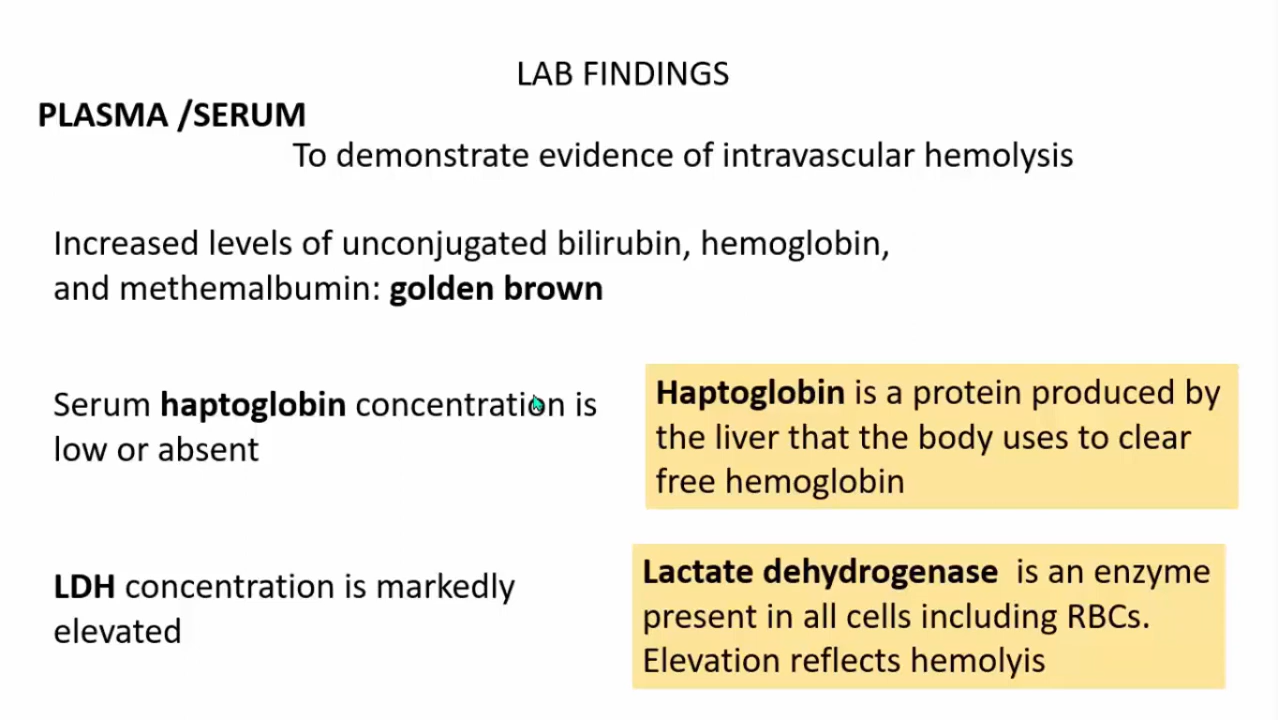 LAB FINDINGS
PLASMA /SERUM
To demonstrate evidence of intravascular hemolysis
Increased levels of unconjugated bilirubin, hemoglobin,
and methemalbumin: golden brown
Serum haptoglobin concentration is
low or absent
Haptoglobin is a protein produced by
the liver that the body uses to clear
free hemoglobin
LDH concentration is markedly
elevated
Lactate dehydrogenase is an enzyme
present in all cells including RBCs.
Elevation reflects hemolyis